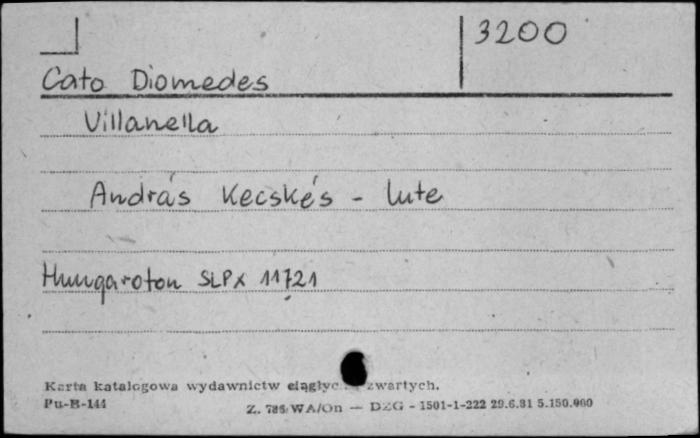 3200
Cato Diomedes
Villanella
András Kecskés - lute
Hungaroton SLPX 11721
Karta katalogowa wydawnictw zwartych.
Pu-B-144 Z. 786/WA/On — DZG - 1501-1-222 29.6.81 5.150.000